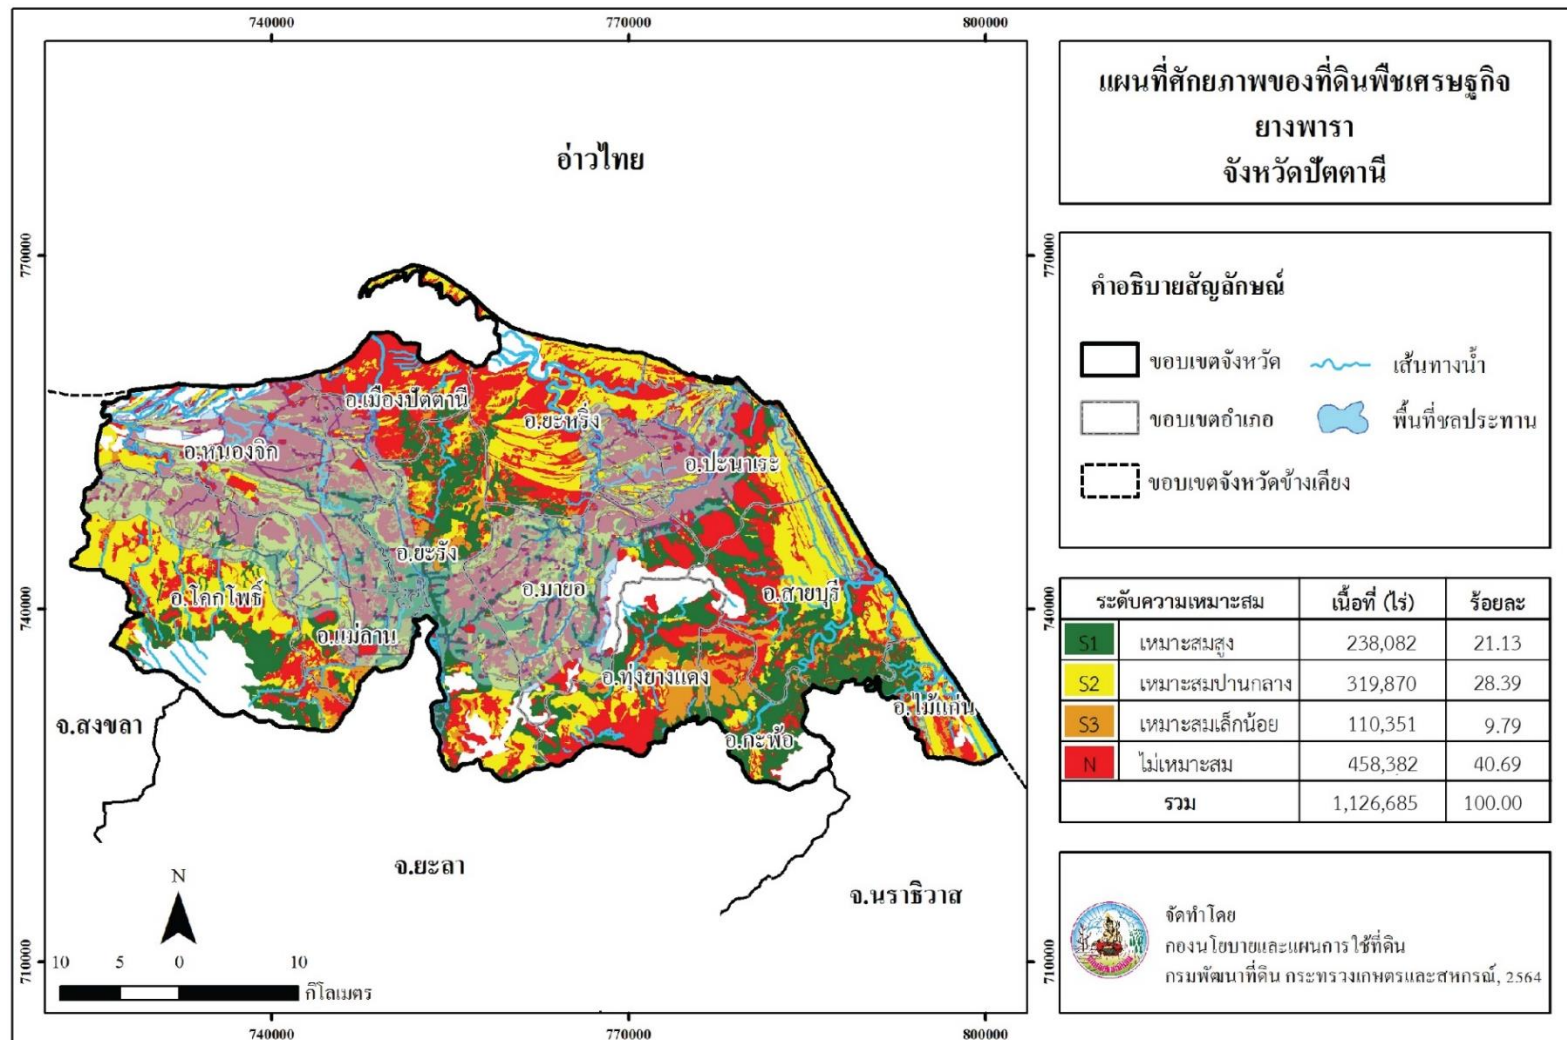 740000
770000
800000
แผนที่ศักยภาพของที่ดินพืชเศรษฐกิจ
ยางพารา
จังหวัดปัตตานี
อ่าวไทย
770000
770000
คำอธิบายสัญลักษณ์
ขอบเขตจังหวัด
เส้นทางน้ำ
ขอบเขตอำเภอ
พื้นที่ชลประทาน
ขอบเขตจังหวัดข้างเคียง
อ.เมืองปัตตานี
อ.ยะหริ่ง
อ.หนองจิก
อ.ปะนาเระ
อ.ยะรัง
อ.มายอ
อ.สายบุรี
อ.โคกโพธิ์
อ.แม่ลาน
อ.ทุ่งยางแดง
อ.ไม้แก่น
อ.กะพ้อ
740000
740000
ระดับความเหมาะสม เนื้อที่ (ไร่) ร้อยละ
S1 เหมาะสมสูง 238,082 21.13
S2 เหมาะสมปานกลาง 319,870 28.39
S3 เหมาะสมเล็กน้อย 110,351 9.79
N ไม่เหมาะสม 458,382 40.69
รวม 1,126,685 100.00
จ.สงขลา
จ.ยะลา
จ.นราธิวาส
N
10 5 0 10
กิโลเมตร
710000
710000
จัดทำโดย
กองนโยบายและแผนการใช้ที่ดิน
กรมพัฒนาที่ดิน กระทรวงเกษตรและสหกรณ์, 2564
740000
770000
800000